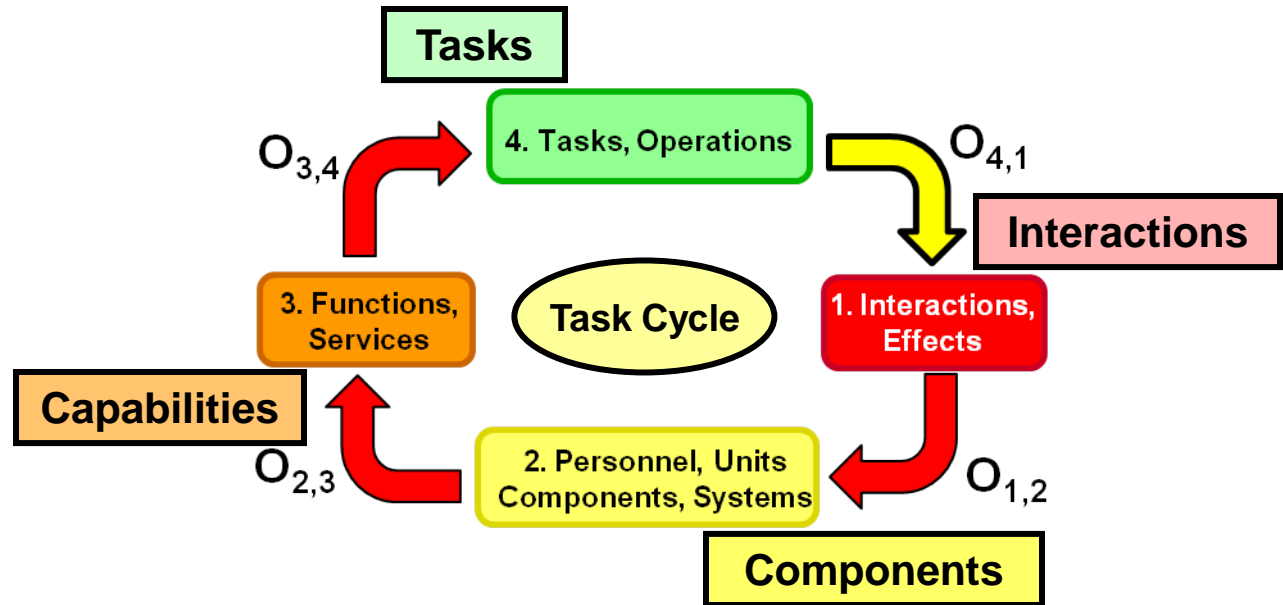 Tasks
4. Tasks, Operations
O3,4
O4,1
Interactions
3. Functions,
Services
Task Cycle
1. Interactions,
Effects
Capabilities
O2,3
2. Personnel, Units
Components, Systems
O1,2
Components